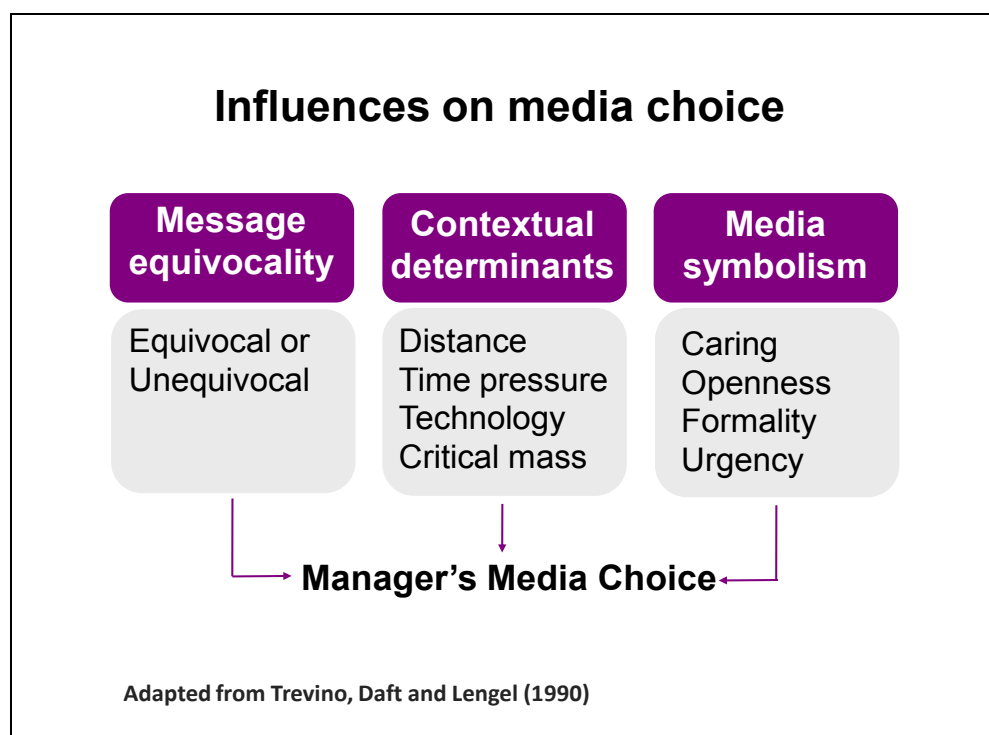 Influences on media choice
Message
equivocality
Equivocal or
Unequivocal
Contextual
determinants
Distance
Time pressure
Technology
Critical mass
Media
symbolism
Caring
Openness
Formality
Urgency
Manager’s Media Choice
Adapted from Trevino, Daft and Lengel (1990)